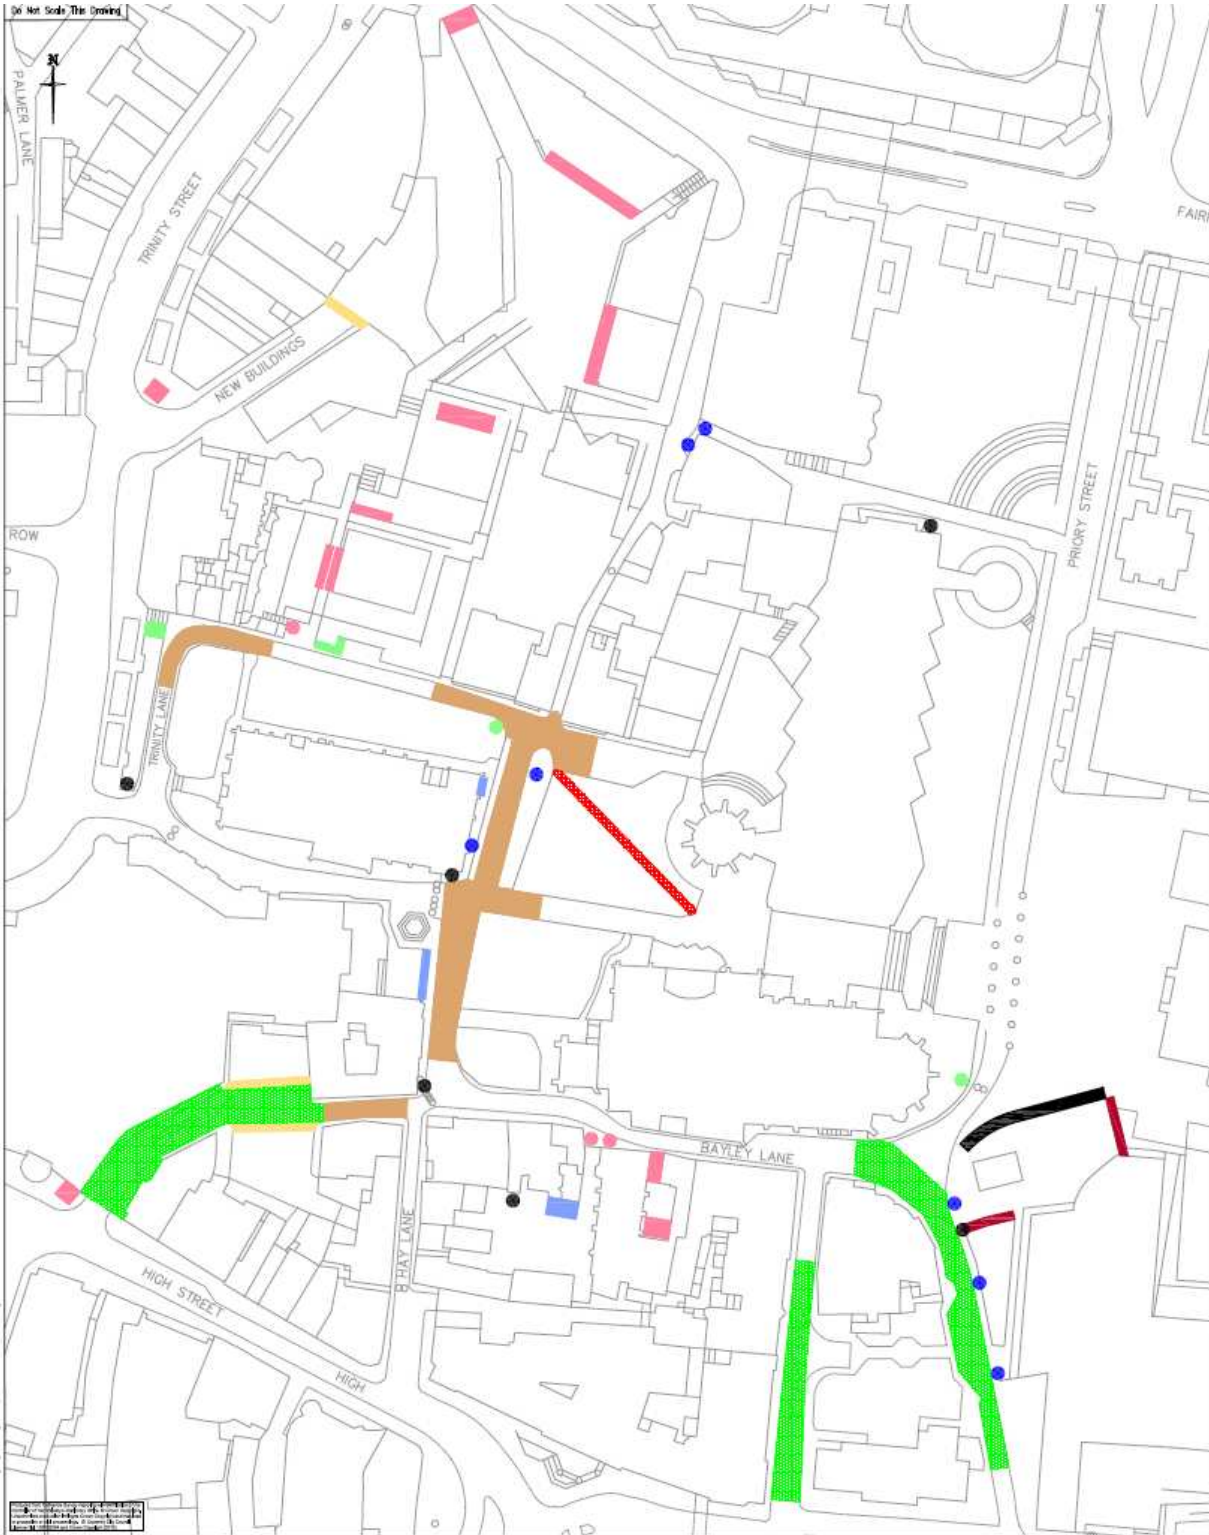 Do Not Scale This Drawing
N
PALMER LANE
TRINITY STREET
FAIRF
NEW BUILDINGS
ROW
PRIORY STREET
TRINITY LANE
BAYLEY LANE
HAY LANE
HIGH STREET
HIGH